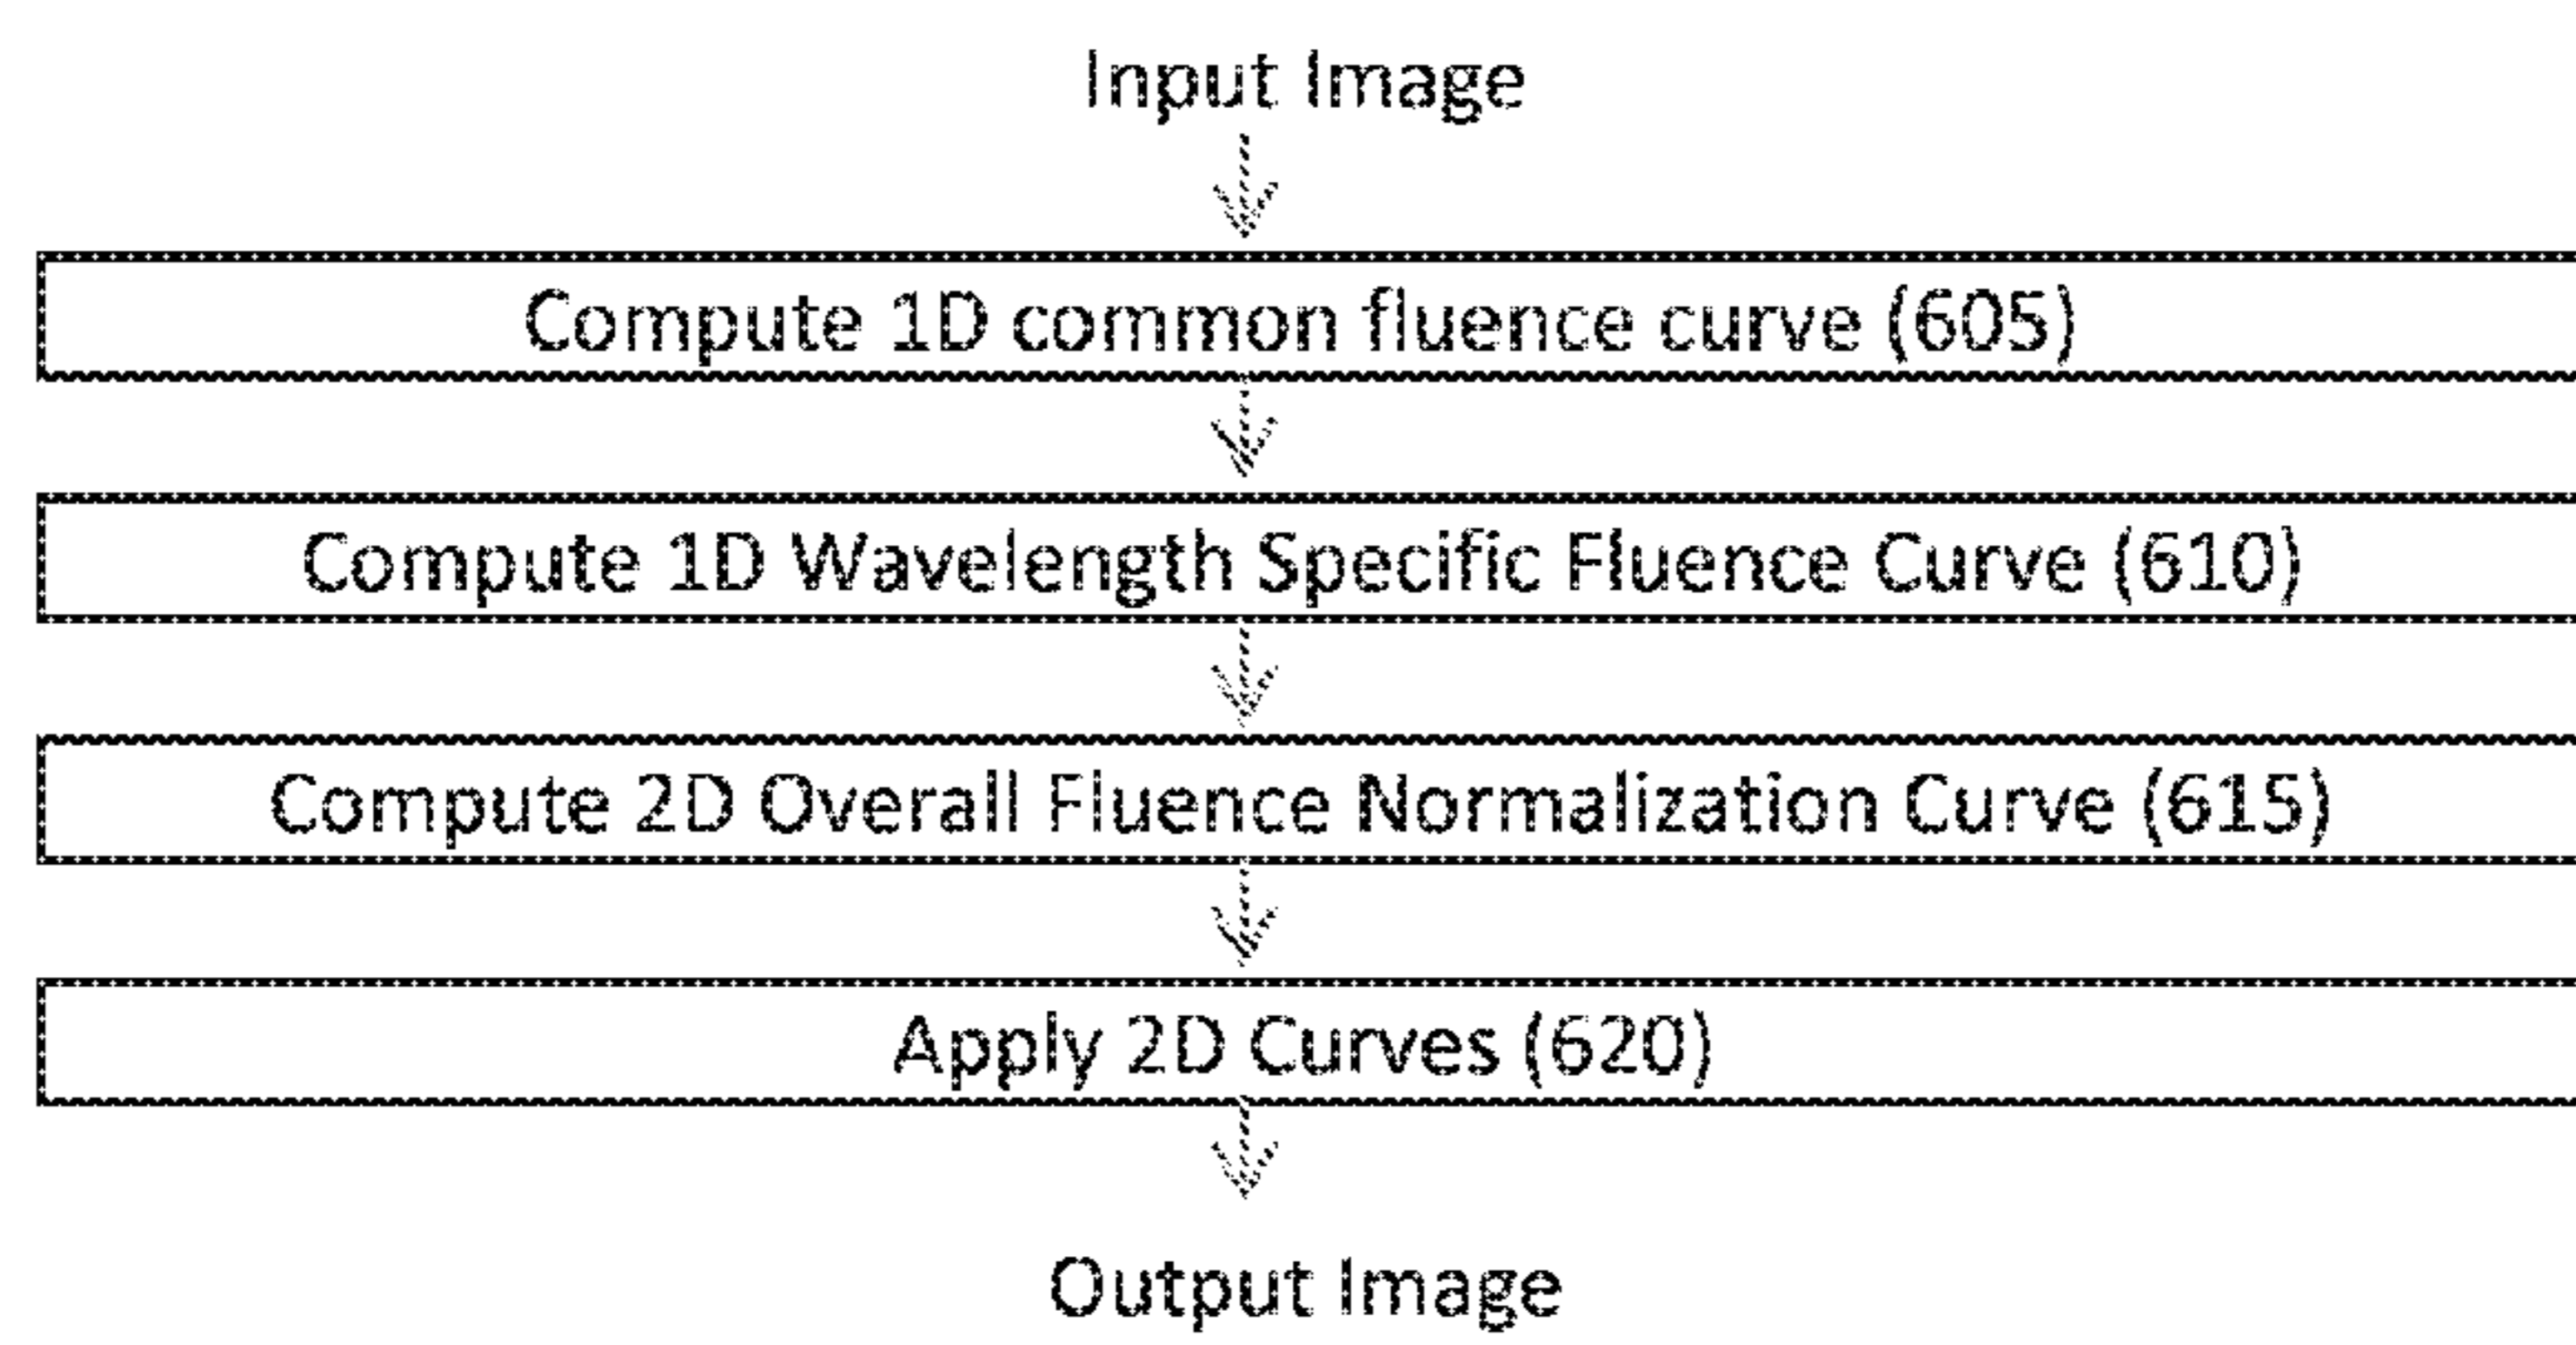 Input Image
Compute 1D common fluence curve (605)
Compute 1D Wavelength Specific Fluence Curve (610)
Compute 2D Overall Fluence Normalization Curve (615)
Apply 2D Curves (620)
Output Image